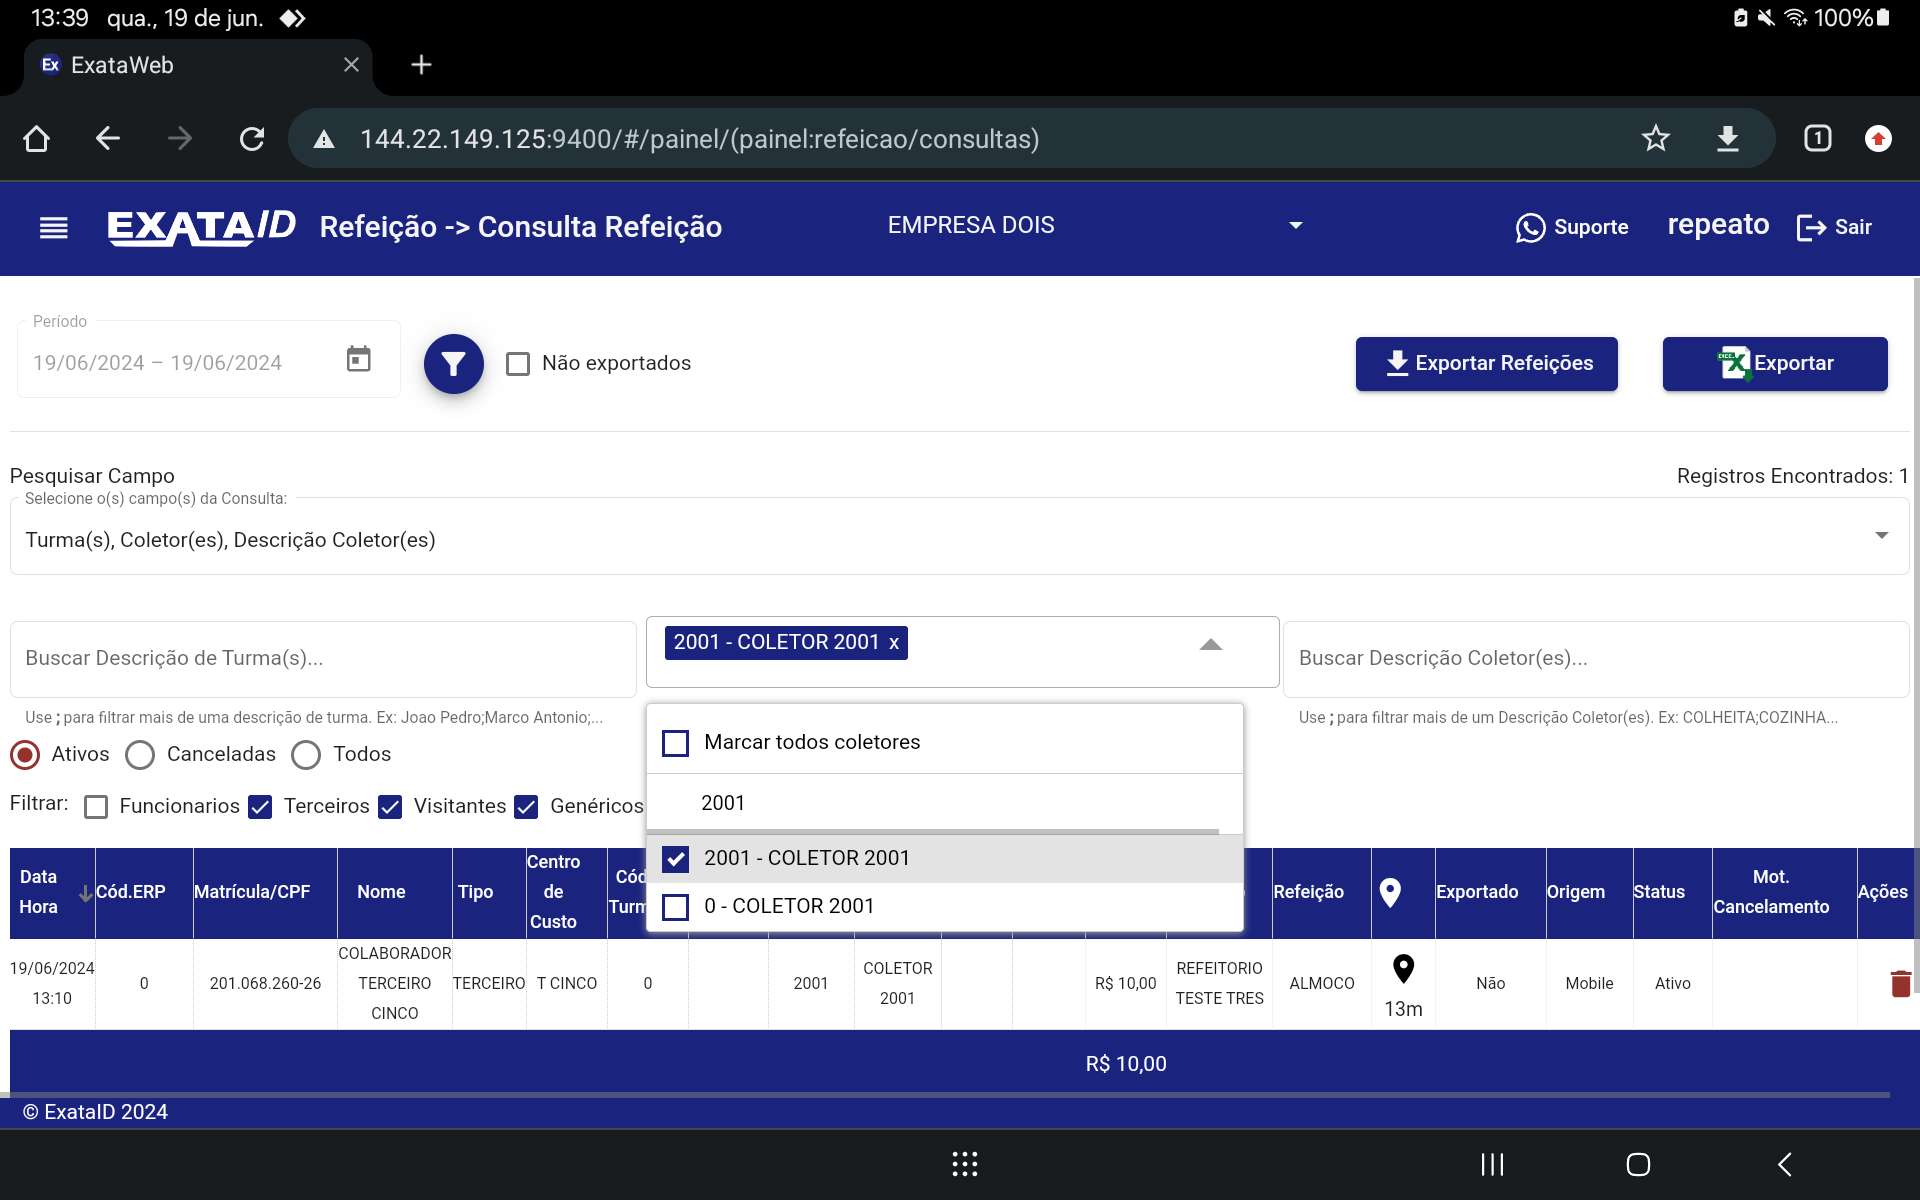 13:39 qua., 19 de jun. 100%
Ex ExataWeb
144.22.149.125:9400/#/painel/(painel:refeicao/consultas) 1
EXATAID Refeição -> Consulta Refeição EMPRESA DOIS Suporte repeato Sair
Período
19/06/2024 – 19/06/2024 Não exportados Exportar Refeições Exportar
Pesquisar Campo Registros Encontrados: 1
Selecione o(s) campo(s) da Consulta:
Turma(s), Coletor(es), Descrição Coletor(es)
2001 - COLETOR 2001 x
Buscar Descrição de Turma(s)... Buscar Descrição Coletor(es)...
Use ; para filtrar mais de uma descrição de turma. Ex: Joao Pedro;Marco Antonio;... Use ; para filtrar mais de um Descrição Coletor(es). Ex: COLHEITA;COZINHA...
Marcar todos coletores
Ativos Canceladas Todos
2001
Filtrar: Funcionarios Terceiros Visitantes Genéricos
2001 - COLETOR 2001
0 - COLETOR 2001
Data Hora Cód.ERP Matrícula/CPF Nome Tipo Centro de Custo Cód Turm Refeição Exportado Origem Status Mot. Cancelamento Ações
19/06/2024 13:10 0 201.068.260-26 COLABORADOR TERCEIRO CINCO TERCEIRO T CINCO 0 2001 COLETOR 2001 R$ 10,00 REFEITORIO TESTE TRES ALMOCO 13m Não Mobile Ativo
R$ 10,00
© ExataID 2024